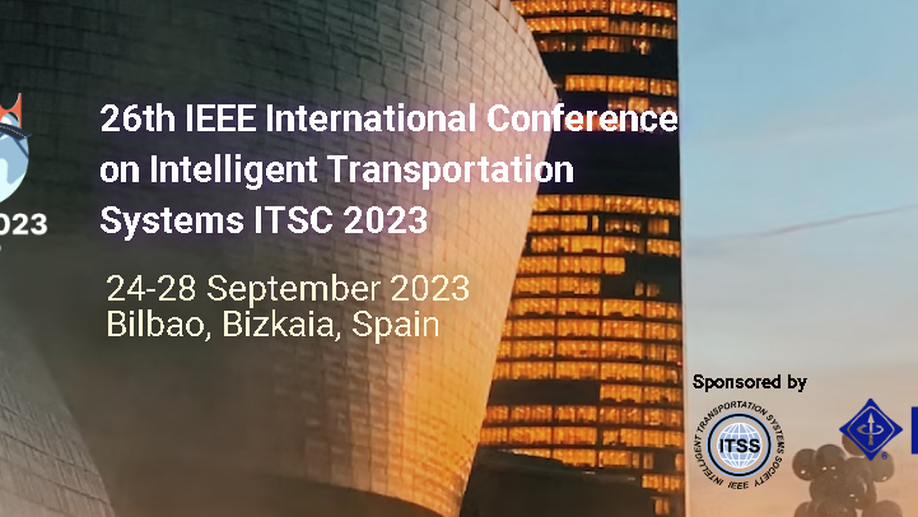 26th IEEE International Conference
on Intelligent Transportation
Systems ITSC 2023
023
24-28 September 2023
Bilbao, Bizkaia, Spain
Sponsored by
INTELLIGENT TRANSPORTATION SYSTEMS SOCIETY
ITSS
IEEE